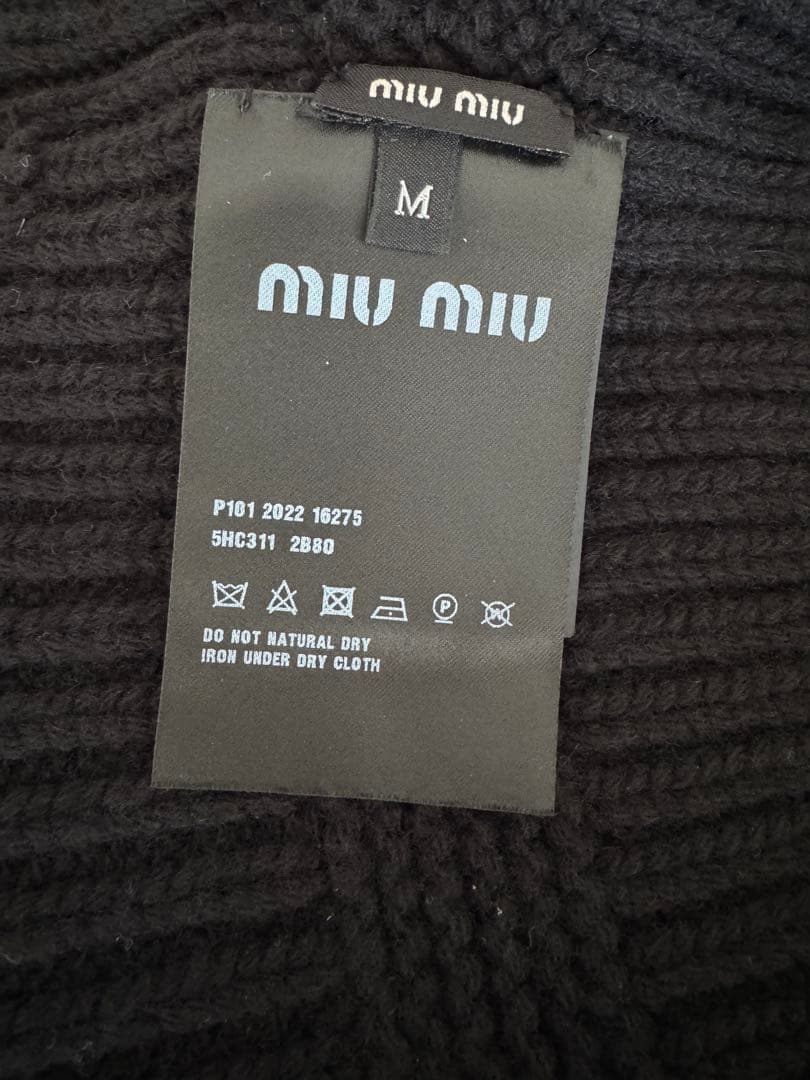 miu miu
M
miu miu
P101 2022 16275
5HC311 2B80
P
W
DO NOT NATURAL DRY
IRON UNDER DRY CLOTH